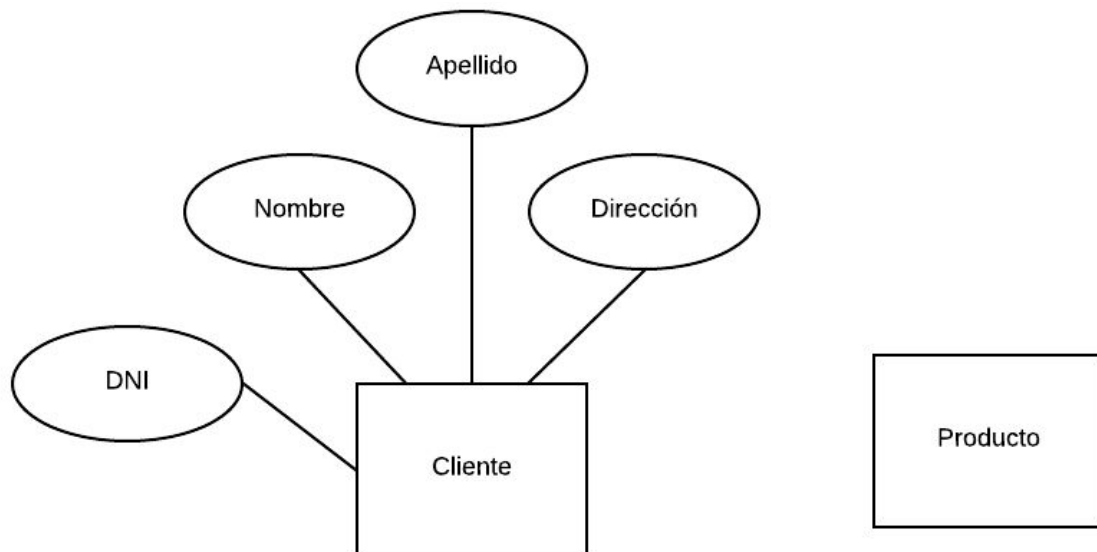 Apellido
Nombre
Dirección
DNI
Cliente
Producto